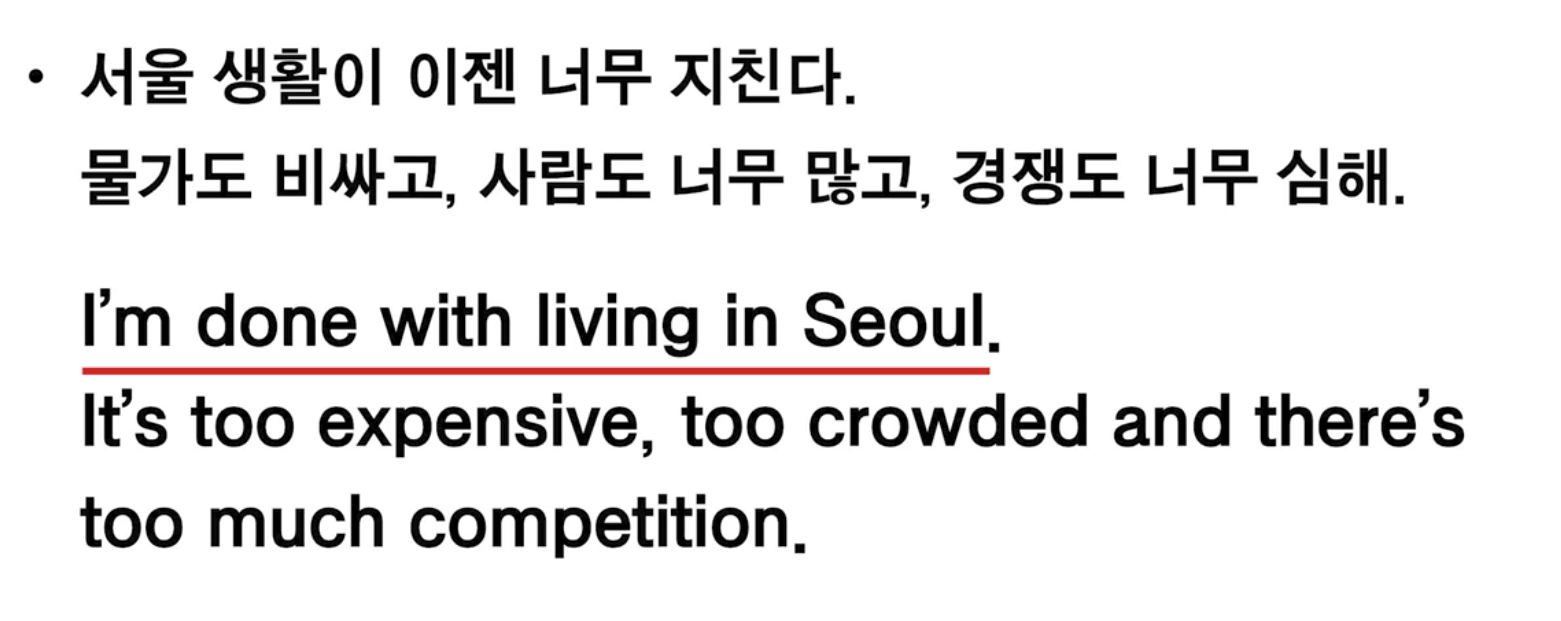 • 서울 생활이 이젠 너무 지친다.
물가도 비싸고, 사람도 너무 많고, 경쟁도 너무 심해.
I’m done with living in Seoul.
It’s too expensive, too crowded and there’s
too much competition.